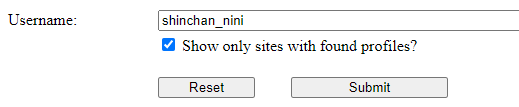 Username: shinchan_nini
Show only sites with found profiles?
Reset Submit